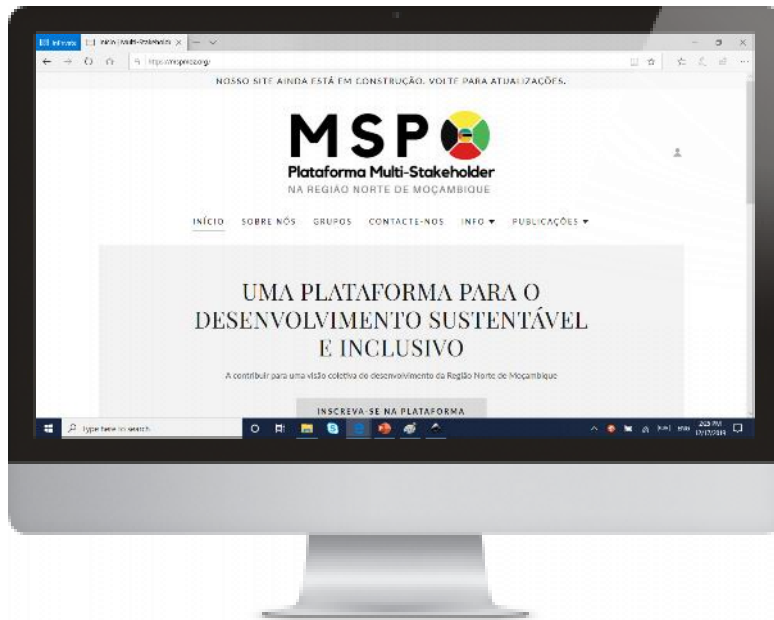 InPrivate
NOSSO SITE AINDA ESTÁ EM CONSTRUÇÃO. VOLTE PARA ATUALIZAÇÕES.
MSP
Plataforma Multi-Stakeholder
NA REGIÃO NORTE DE MOÇAMBIQUE
INÍCIO SOBRE NÓS GRUPOS CONTACTE-NOS INFO PUBLICAÇÕES
UMA PLATAFORMA PARA O
DESENVOLVIMENTO SUSTENTÁVEL
E INCLUSIVO
A contribuir para uma visão coletiva do desenvolvimento da Região Norte de Moçambique
INSCREVA-SE NA PLATAFORMA
Type here to search